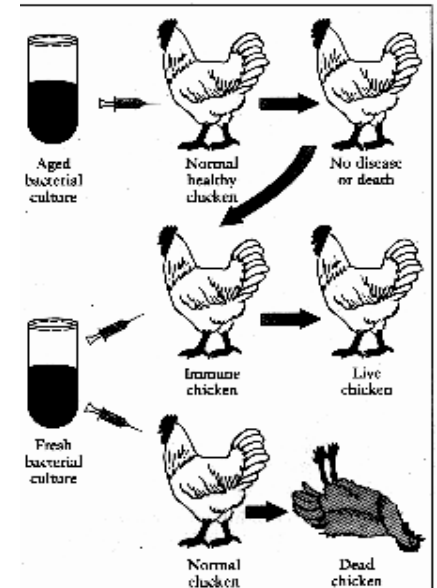 Aged
bacterial
culture
Normal
healthy
chicken
No disease
or death
Immune
chicken
Live
chicken
Fresh
bacterial
culture
Normal
chicken
Dead
chicken